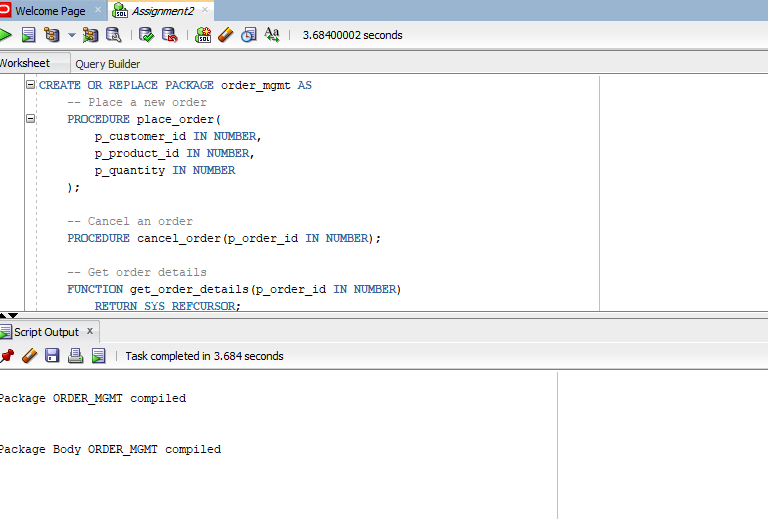 Welcome Page
Assignment2
3.68400002 seconds
Worksheet
Query Builder
CREATE OR REPLACE PACKAGE order_mgmt AS
-- Place a new order
PROCEDURE place_order(
p_customer_id IN NUMBER,
p_product_id IN NUMBER,
p_quantity IN NUMBER
);
-- Cancel an order
PROCEDURE cancel_order(p_order_id IN NUMBER);
-- Get order details
FUNCTION get_order_details(p_order_id IN NUMBER)
RETURN SYS_REFCURSOR;
Script Output
Task completed in 3.684 seconds
Package ORDER_MGMT compiled
Package Body ORDER_MGMT compiled